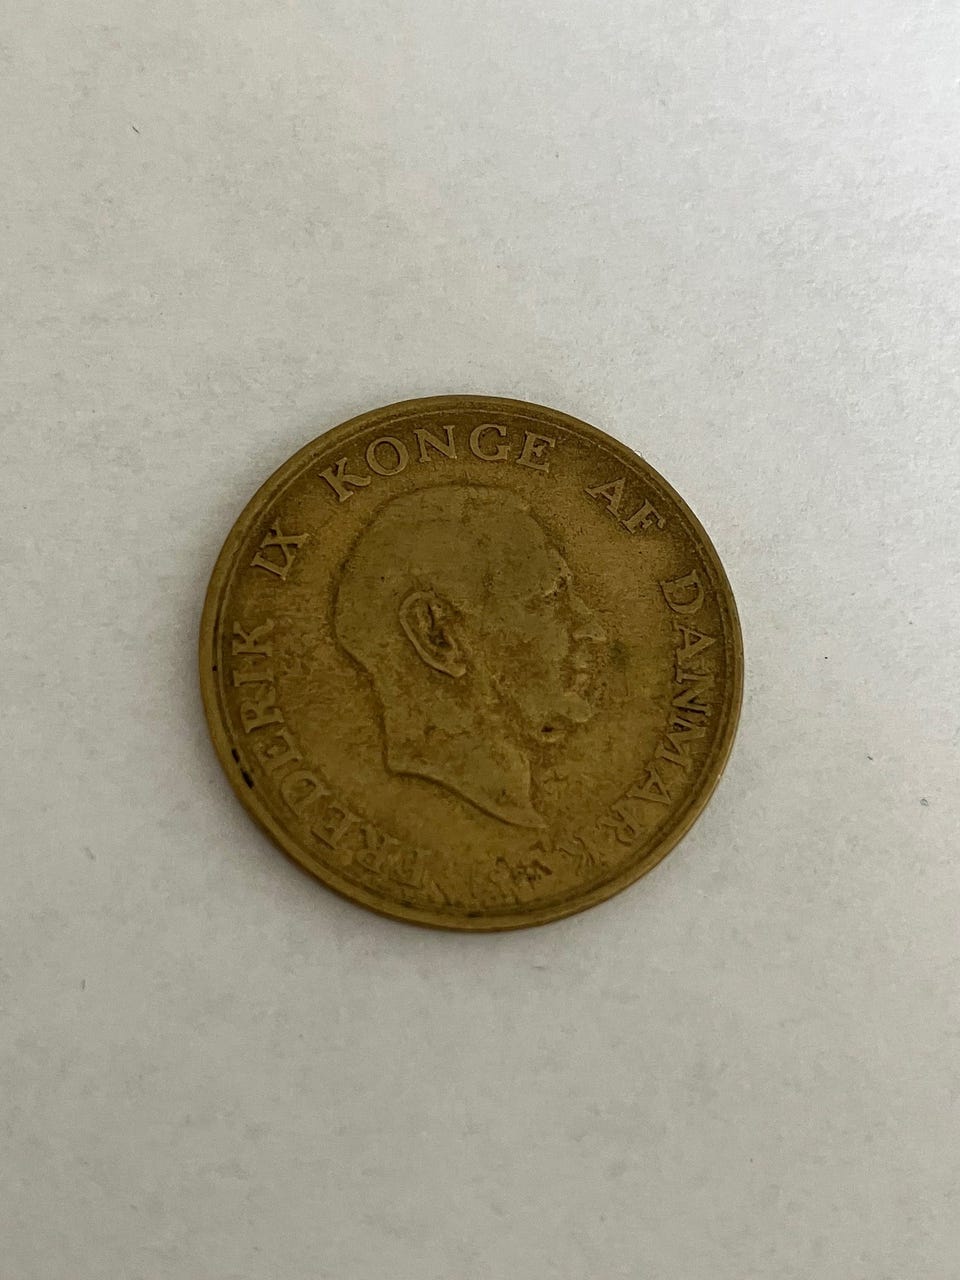 FREDERIK IX KONGE AF DANMARK